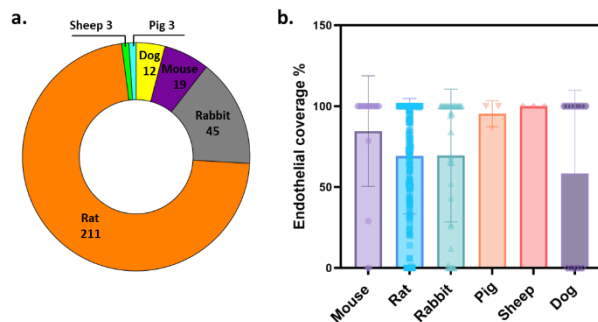 a.
Sheep 3
Pig 3
Dog
12
Mouse
19
Rabbit
45
Rat
211
b.
Endothelial coverage %
150
100
50
0
Mouse
Rat
Rabbit
Pig
Sheep
Dog